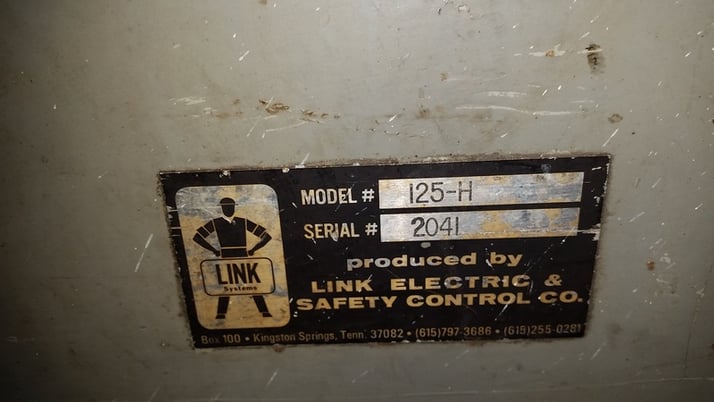 MODEL # 125-H
SERIAL # 2041
produced by
LINK ELECTRIC &
SAFETY CONTROL CO.
LINK
Systems
Box 100 • Kingston Springs, Tenn. 37082 • (615)797-3686 • (615)255-0281